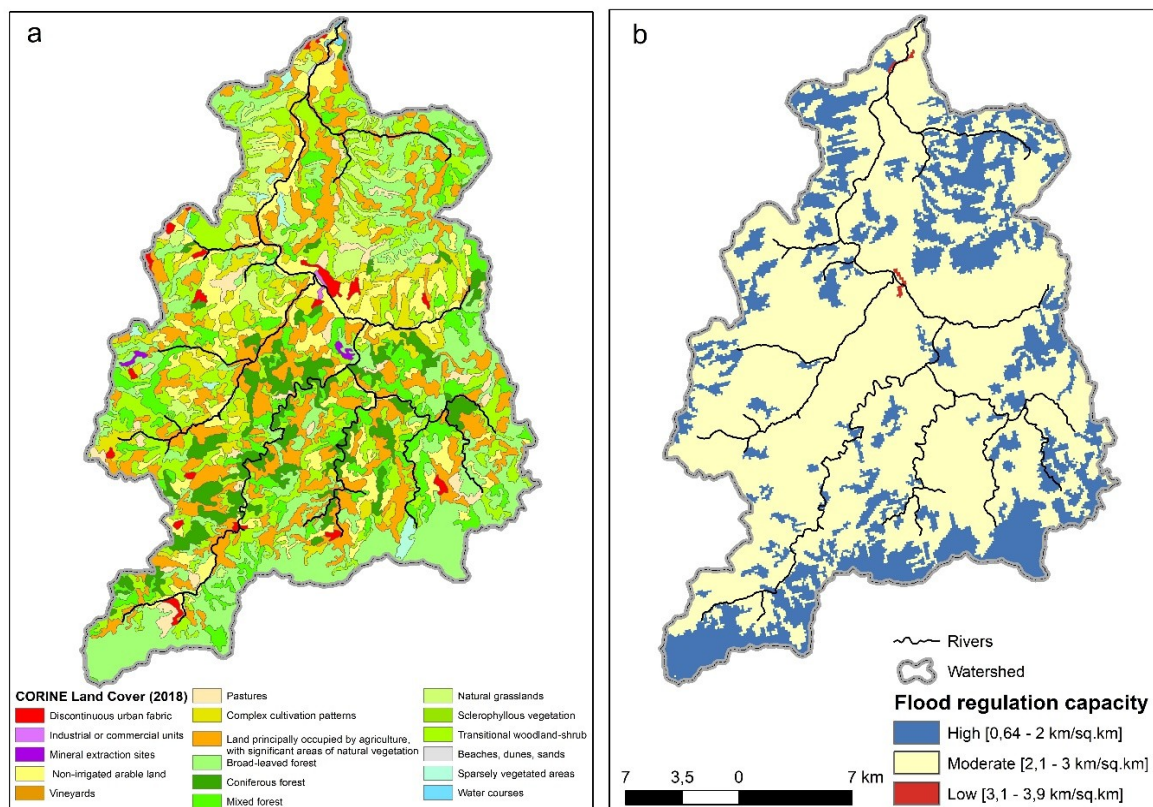 a
CORINE Land Cover (2018)
Discontinuous urban fabric
Industrial or commercial units
Mineral extraction sites
Non-irrigated arable land
Vineyards
Pastures
Complex cultivation patterns
Land principally occupied by agriculture,
with significant areas of natural vegetation
Broad-leaved forest
Coniferous forest
Mixed forest
Natural grasslands
Sclerophyllous vegetation
Transitional woodland-shrub
Beaches, dunes, sands
Sparsely vegetated areas
Water courses
b
Rivers
Watershed
Flood regulation capacity
High [0,64 - 2 km/sq.km]
Moderate [2,1 - 3 km/sq.km]
Low [3,1 - 3,9 km/sq.km]
7 3,5 0 7 km